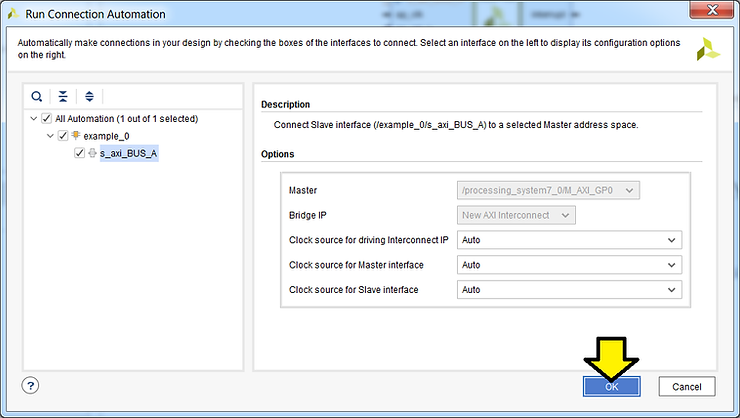 Run Connection Automation
Automatically make connections in your design by checking the boxes of the interfaces to connect. Select an interface on the left to display its configuration options
on the right.
All Automation (1 out of 1 selected)
example_0
s_axi_BUS_A
Description
Connect Slave interface (/example_0/s_axi_BUS_A) to a selected Master address space.
Options
Master
/processing_system7_0/M_AXI_GP0
Bridge IP
New AXI Interconnect
Clock source for driving Interconnect IP
Auto
Clock source for Master interface
Auto
Clock source for Slave interface
Auto
?
OK
Cancel